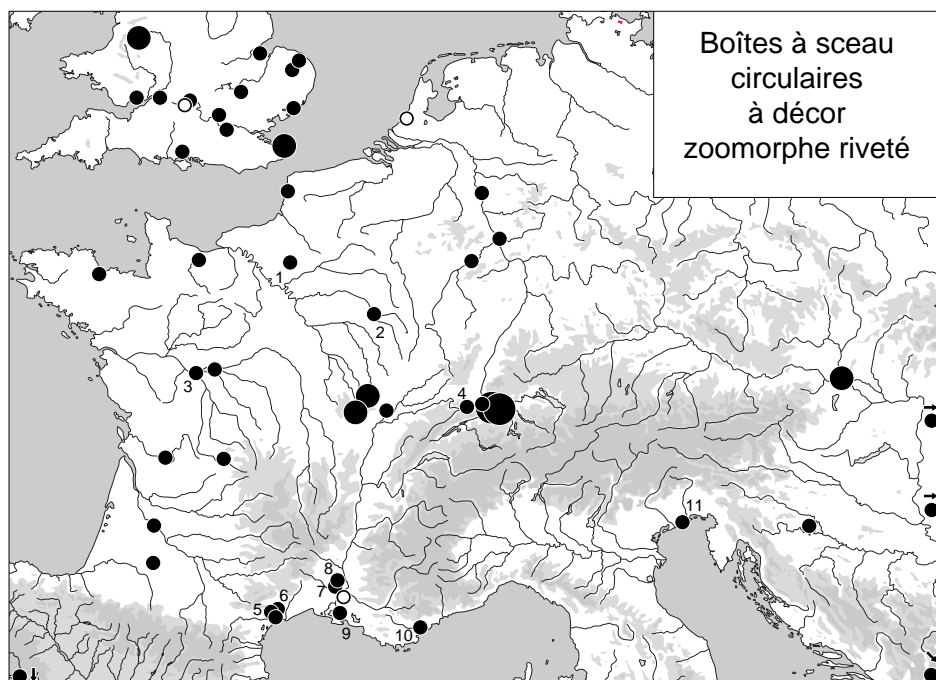 Boîtes à sceau
circulaires
à décor
zoomorphe riveté
1
2
3
4
11
8
7
6
5
9
10